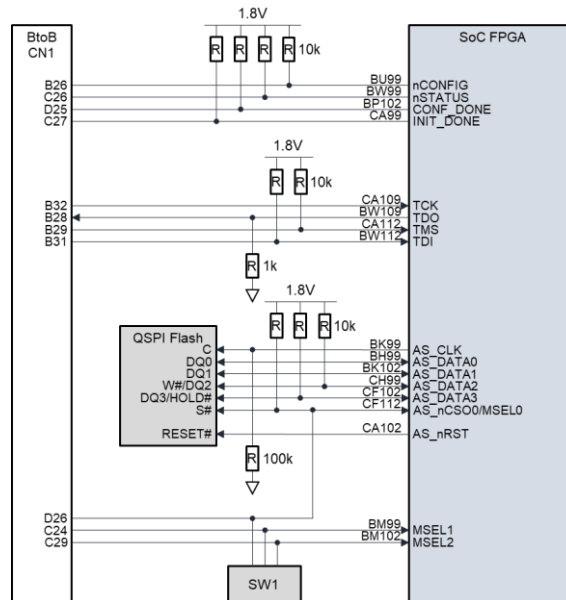 1.8V
BtoB
CN1
SoC FPGA
R R R R 10k
B26 BU99 nCONFIG
C26 BW99 nSTATUS
D25 BP102 CONF_DONE
C27 CA99 INIT_DONE
1.8V
R R 10k
B32 CA109 TCK
B28 BW109 TDO
B29 CA112 TMS
B31 BW112 TDI
R 1k
1.8V
R R R 10k
QSPI Flash
C BK99 AS_CLK
DQ0 BH99 AS_DATA0
DQ1 BK102 AS_DATA1
W#/DQ2 CH99 AS_DATA2
DQ3/HOLD# CF102 AS_DATA3
S# CF112 AS_nCSO0/MSEL0
RESET# CA102 AS_nRST
R 100k
D26
C24 BM99 MSEL1
C29 BM102 MSEL2
SW1